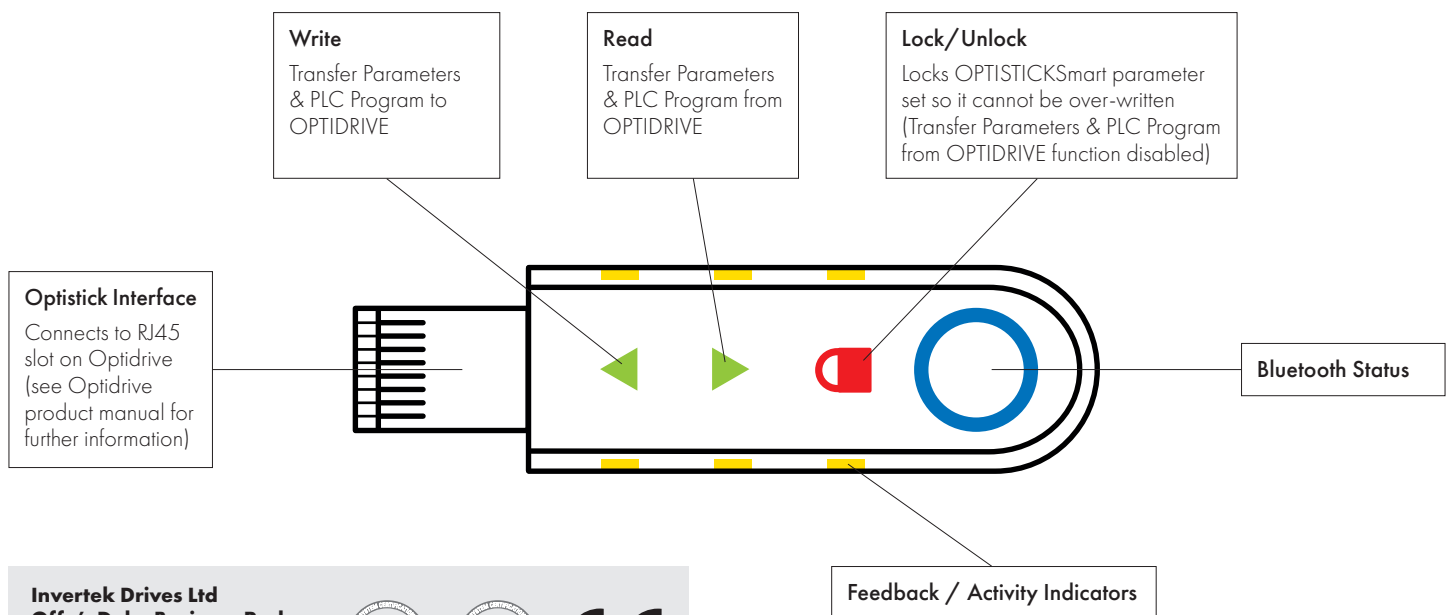 Write
Transfer Parameters
& PLC Program to
OPTIDRIVE
Read
Transfer Parameters
& PLC Program from
OPTIDRIVE
Lock/Unlock
Locks OPTISTICKSmart parameter
set so it cannot be over-written
(Transfer Parameters & PLC Program
from OPTIDRIVE function disabled)
Optistick Interface
Connects to RJ45
slot on Optidrive
(see Optidrive
product manual for
further information)
Bluetooth Status
Feedback / Activity Indicators
Invertek Drives Ltd